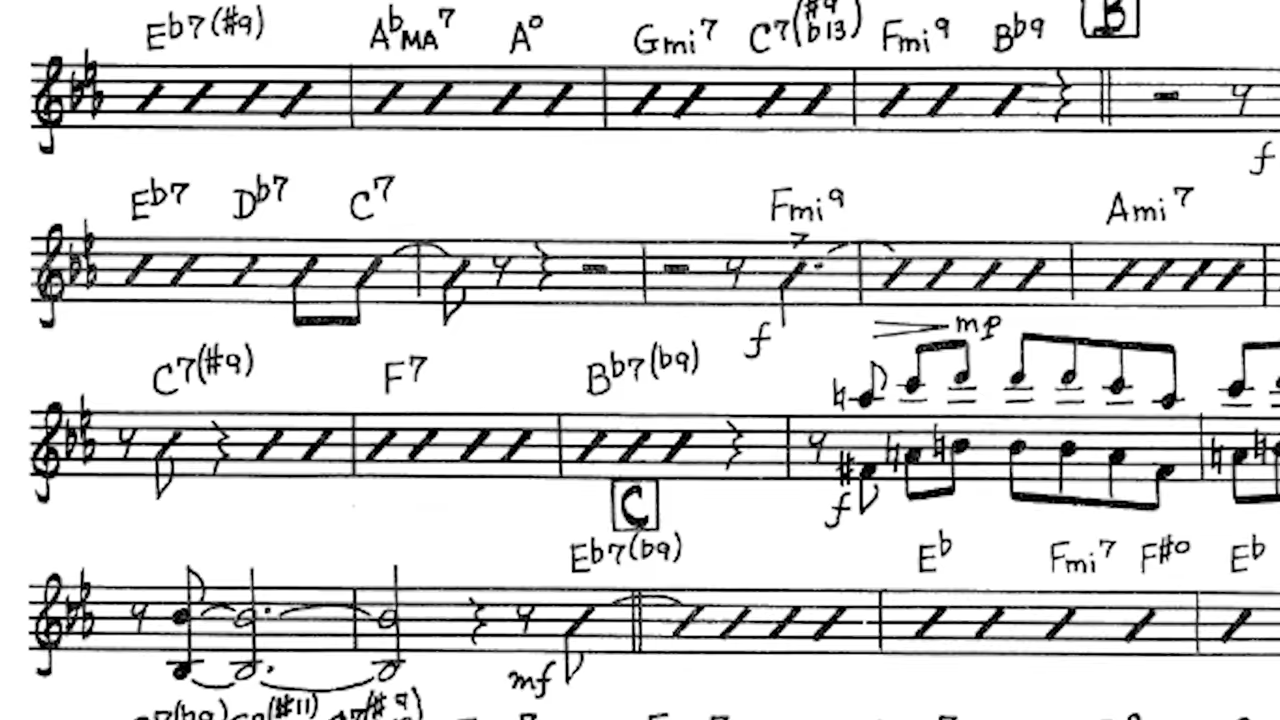 Eb7(#9) AbMA7 Ao Gmi7 C7(#9 b13) Fmi9 Bb9 B
f
Eb7 Db7 C7 Fmi9 Ami7
f mp
C7(#9) F7 Bb7(b9)
f
C
Eb7(b9) Eb Fmi7 F#o Eb
mf